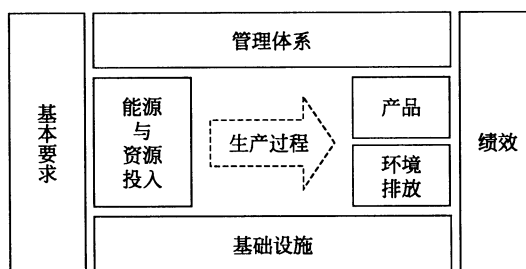 基本要求
管理体系
能源
与
资源
投入
生产过程
产品
环境
排放
基础设施
绩效